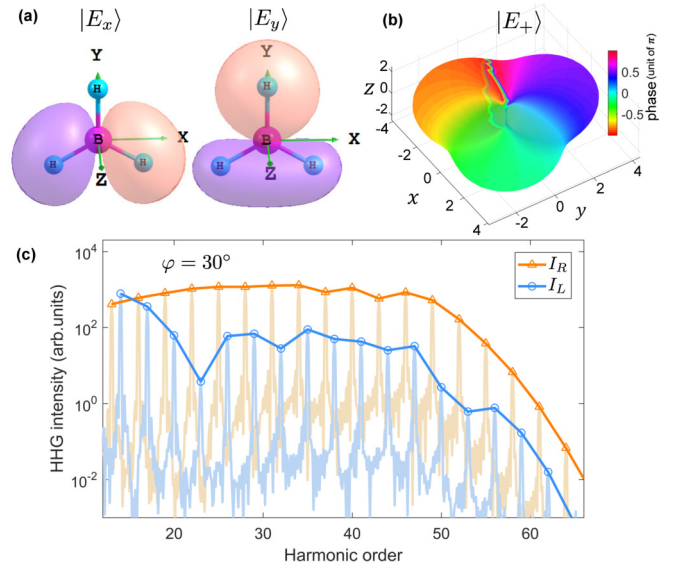 (a)
|E_x⟩
|E_y⟩
Y
H
B
X
H
H
Z
Y
H
B
X
H
H
Z
(b)
|E_+⟩
2
0
-2
-4
Z
-2
0
2
4
x
-2
0
2
4
y
0.5
0
-0.5
phase (unit of π)
(c)
φ = 30°
I_R
I_L
10^4
10^2
10^0
10^-2
HHG intensity (arb.units)
20
30
40
50
60
Harmonic order